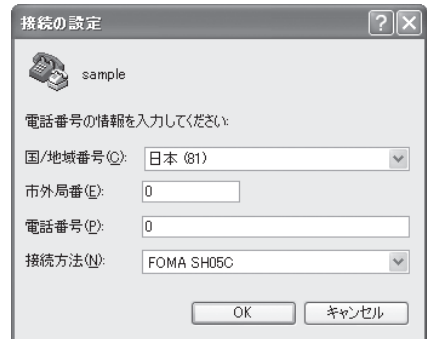 接続の設定
sample
電話番号の情報を入力してください:
国/地域番号(C): 日本 (81)
市外局番(E): 0
電話番号(P): 0
接続方法(N): FOMA SH05C
OK キャンセル